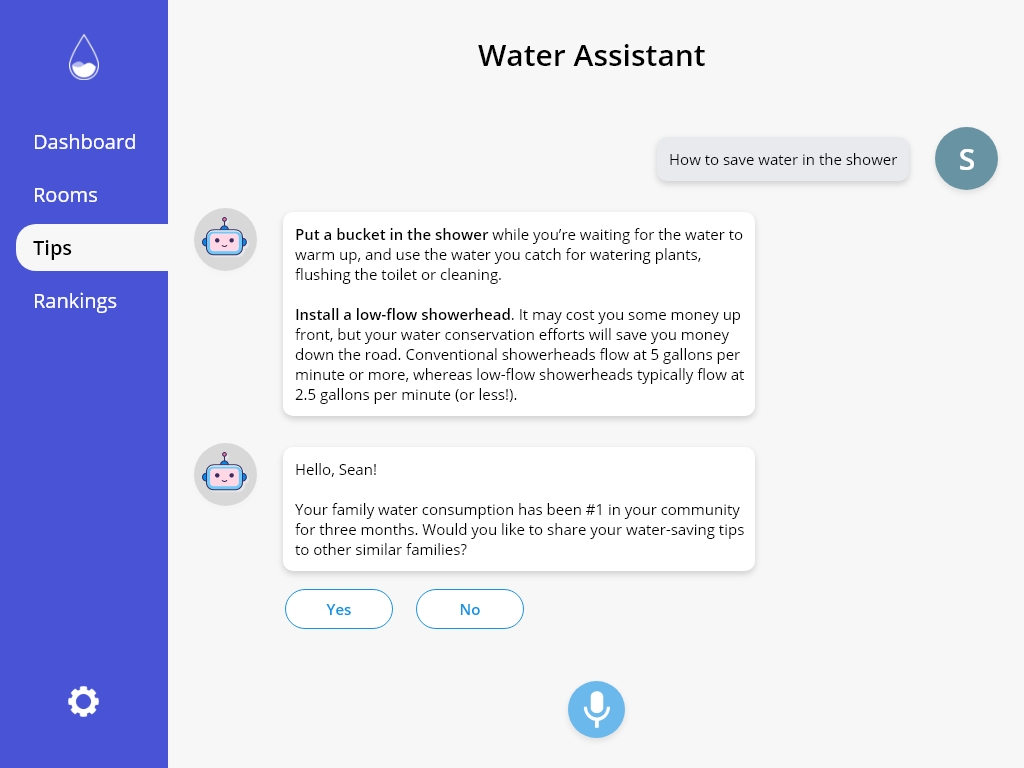 Water Assistant
Dashboard
Rooms
Tips
Rankings
How to save water in the shower
S
Put a bucket in the shower while you’re waiting for the water to
warm up, and use the water you catch for watering plants,
flushing the toilet or cleaning.
Install a low-flow showerhead. It may cost you some money up
front, but your water conservation efforts will save you money
down the road. Conventional showerheads flow at 5 gallons per
minute or more, whereas low-flow showerheads typically flow at
2.5 gallons per minute (or less!).
Hello, Sean!
Your family water consumption has been #1 in your community
for three months. Would you like to share your water-saving tips
to other similar families?
Yes
No